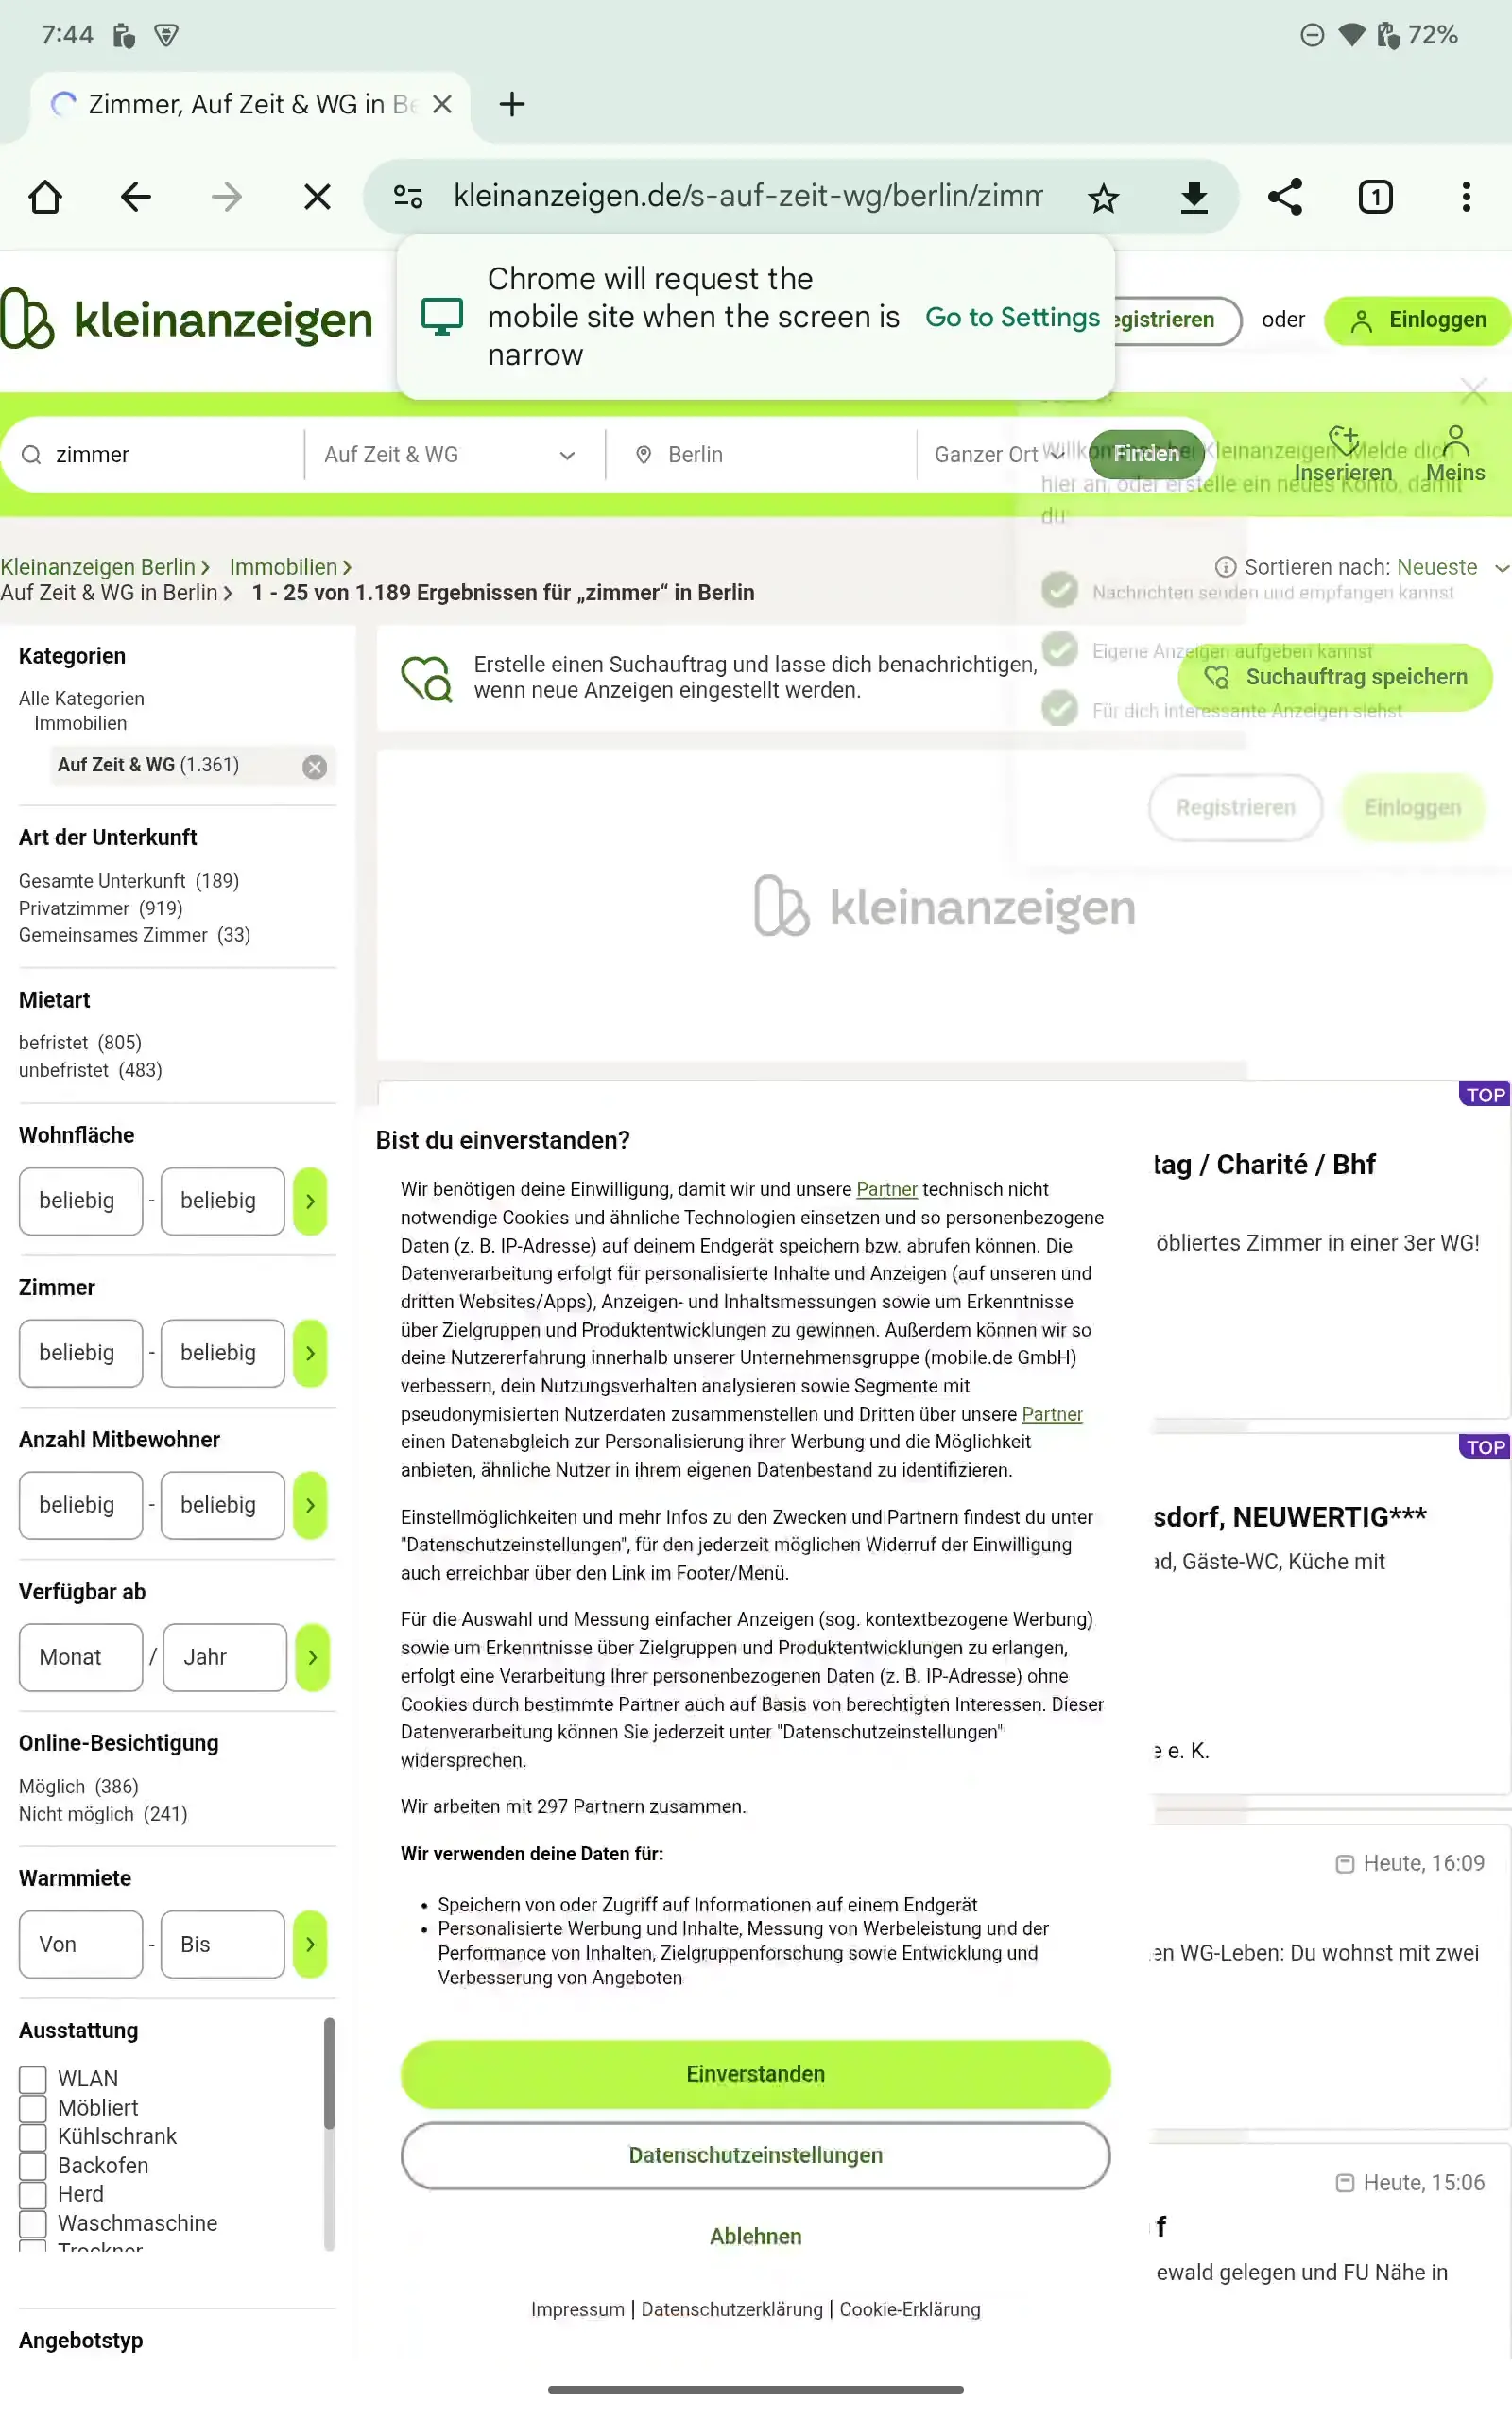 7:44
72%
Zimmer, Auf Zeit & WG in Be
kleinanzeigen.de/s-auf-zeit-wg/berlin/zimm
1
Chrome will request the
mobile site when the screen is
narrow
Go to Settings
kleinanzeigen
egistrieren
oder
Einloggen
zimmer
Auf Zeit & WG
Berlin
Ganzer Ort
Finden
Inserieren
Meins
Willkommen bei Kleinanzeigen. Melde dich
hier an, oder erstelle ein neues Konto, damit
du
Kleinanzeigen Berlin
Immobilien
Auf Zeit & WG in Berlin
1 - 25 von 1.189 Ergebnissen für „zimmer“ in Berlin
Sortieren nach: Neueste
Nachrichten senden und empfangen kannst
Eigene Anzeigen aufgeben kannst
Für dich interessante Anzeigen siehst
Registrieren
Einloggen
Erstelle einen Suchauftrag und lasse dich benachrichtigen,
wenn neue Anzeigen eingestellt werden.
Suchauftrag speichern
kleinanzeigen
Kategorien
Alle Kategorien
Immobilien
Auf Zeit & WG (1.361)
Art der Unterkunft
Gesamte Unterkunft (189)
Privatzimmer (919)
Gemeinsames Zimmer (33)
Mietart
befristet (805)
unbefristet (483)
Wohnfläche
beliebig - beliebig
Zimmer
beliebig - beliebig
Anzahl Mitbewohner
beliebig - beliebig
Verfügbar ab
Monat / Jahr
Online-Besichtigung
Möglich (386)
Nicht möglich (241)
Warmmiete
Von - Bis
Ausstattung
WLAN
Möbliert
Kühlschrank
Backofen
Herd
Waschmaschine
Trockner
Angebotstyp
Bist du einverstanden?
Wir benötigen deine Einwilligung, damit wir und unsere Partner technisch nicht
notwendige Cookies und ähnliche Technologien einsetzen und so personenbezogene
Daten (z. B. IP-Adresse) auf deinem Endgerät speichern bzw. abrufen können. Die
Datenverarbeitung erfolgt für personalisierte Inhalte und Anzeigen (auf unseren und
dritten Websites/Apps), Anzeigen- und Inhaltsmessungen sowie um Erkenntnisse
über Zielgruppen und Produktentwicklungen zu gewinnen. Außerdem können wir so
deine Nutzererfahrung innerhalb unserer Unternehmensgruppe (mobile.de GmbH)
verbessern, dein Nutzungsverhalten analysieren sowie Segmente mit
pseudonymisierten Nutzerdaten zusammenstellen und Dritten über unsere Partner
einen Datenabgleich zur Personalisierung ihrer Werbung und die Möglichkeit
anbieten, ähnliche Nutzer in ihrem eigenen Datenbestand zu identifizieren.
Einstellmöglichkeiten und mehr Infos zu den Zwecken und Partnern findest du unter
"Datenschutzeinstellungen", für den jederzeit möglichen Widerruf der Einwilligung
auch erreichbar über den Link im Footer/Menü.
Für die Auswahl und Messung einfacher Anzeigen (sog. kontextbezogene Werbung)
sowie um Erkenntnisse über Zielgruppen und Produktentwicklungen zu erlangen,
erfolgt eine Verarbeitung Ihrer personenbezogenen Daten (z. B. IP-Adresse) ohne
Cookies durch bestimmte Partner auch auf Basis von berechtigten Interessen. Dieser
Datenverarbeitung können Sie jederzeit unter "Datenschutzeinstellungen"
widersprechen.
Wir arbeiten mit 297 Partnern zusammen.
Wir verwenden deine Daten für:
• Speichern von oder Zugriff auf Informationen auf einem Endgerät
• Personalisierte Werbung und Inhalte, Messung von Werbeleistung und der
Performance von Inhalten, Zielgruppenforschung sowie Entwicklung und
Verbesserung von Angeboten
Einverstanden
Datenschutzeinstellungen
Ablehnen
Impressum | Datenschutzerklärung | Cookie-Erklärung
TOP
tag / Charité / Bhf
öbliertes Zimmer in einer 3er WG!
TOP
sdorf, NEUWERTIG***
ad, Gäste-WC, Küche mit
e e. K.
Heute, 16:09
en WG-Leben: Du wohnst mit zwei
Heute, 15:06
f
ewald gelegen und FU Nähe in